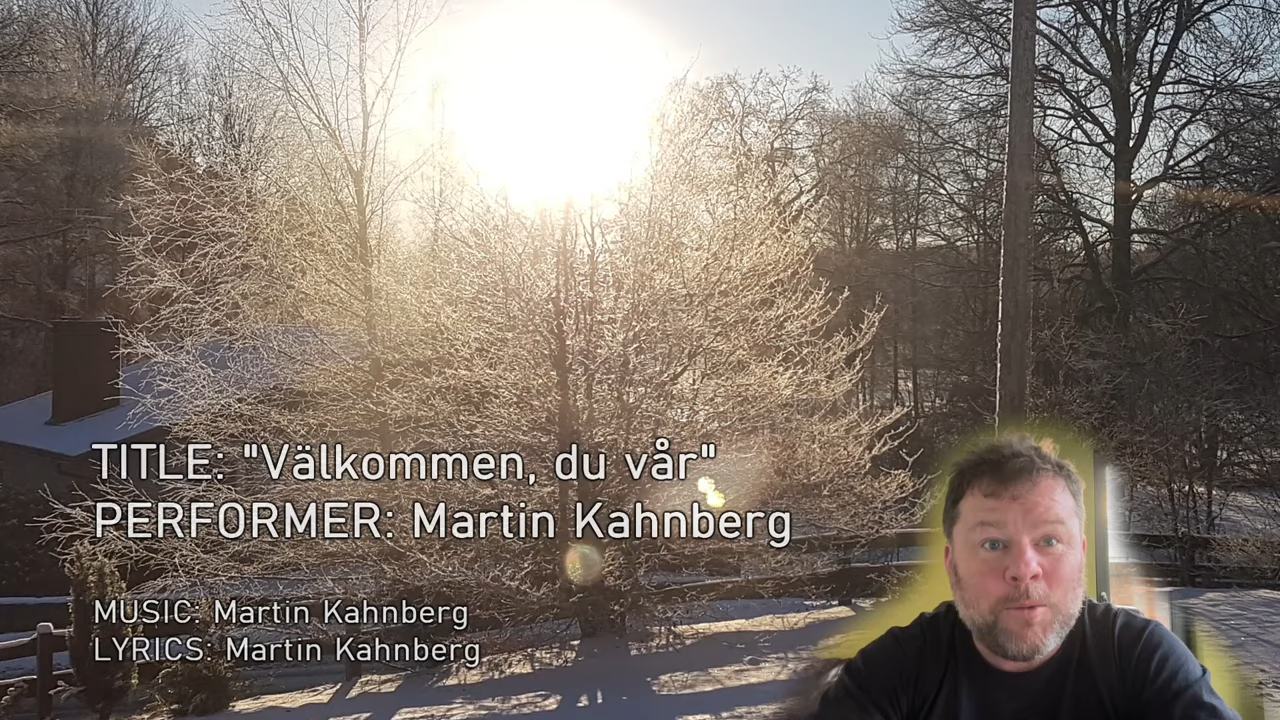 TITLE: "Välkommen, du vår"
PERFORMER: Martin Kahnberg
MUSIC: Martin Kahnberg
LYRICS: Martin Kahnberg